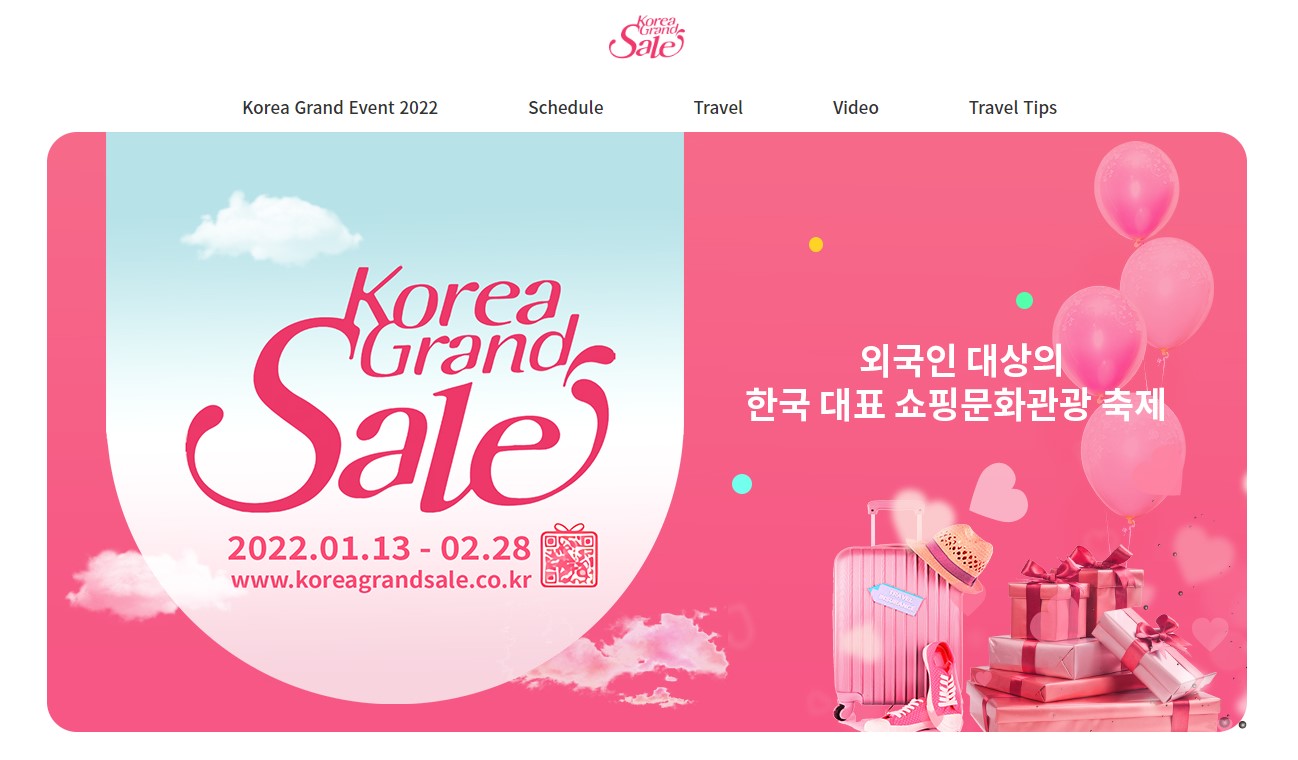 Korea
Grand
Sale
Korea Grand Event 2022
Schedule
Travel
Video
Travel Tips
Korea
Grand
Sale
2022.01.13 - 02.28
www.koreagrandsale.co.kr
외국인 대상의
한국 대표 쇼핑문화관광 축제
TRAVEL